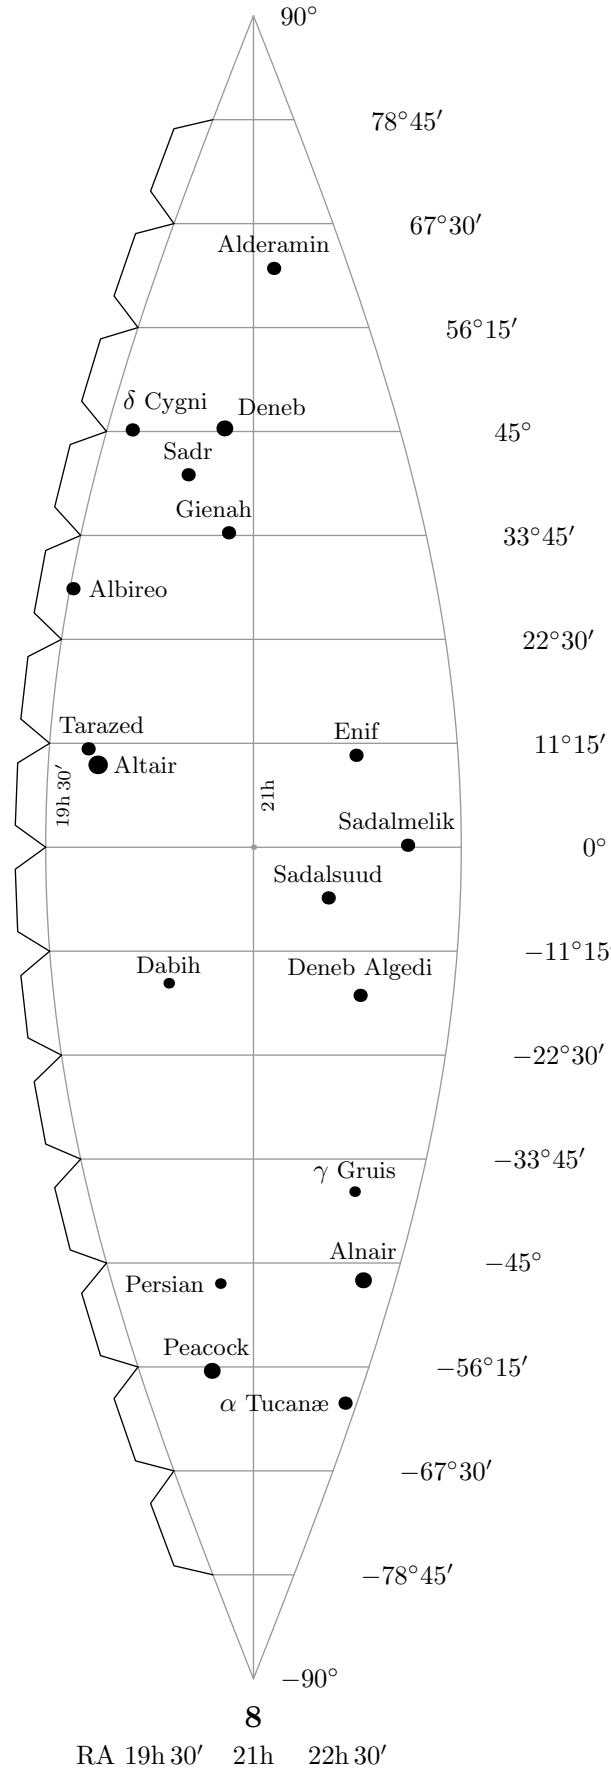 90°
78°45′
67°30′
Alderamin
56°15′
δ Cygni
Deneb
45°
Sadr
Gienah
33°45′
Albireo
22°30′
Tarazed
Enif
11°15′
Altair
19h 30′
21h
Sadalmelik
0°
Sadalsuud
−11°15
Dabih
Deneb Algedi
−22°30′
−33°45′
γ Gruis
Alnair
−45°
Persian
Peacock
−56°15′
α Tucanæ
−67°30′
−78°45′
−90°
8
RA 19h 30′ 21h 22h 30′